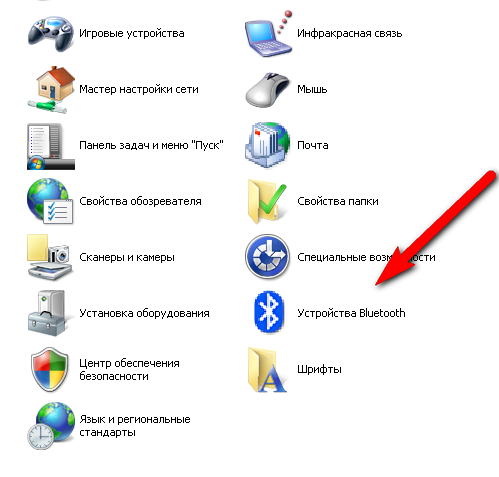 Игровые устройства
Инфракрасная связь
Мастер настройки сети
Мышь
Панель задач и меню "Пуск"
Почта
Свойства обозревателя
Свойства папки
Сканеры и камеры
Специальные возможности
Установка оборудования
Устройства Bluetooth
Центр обеспечения
безопасности
Шрифты
Язык и региональные
стандарты